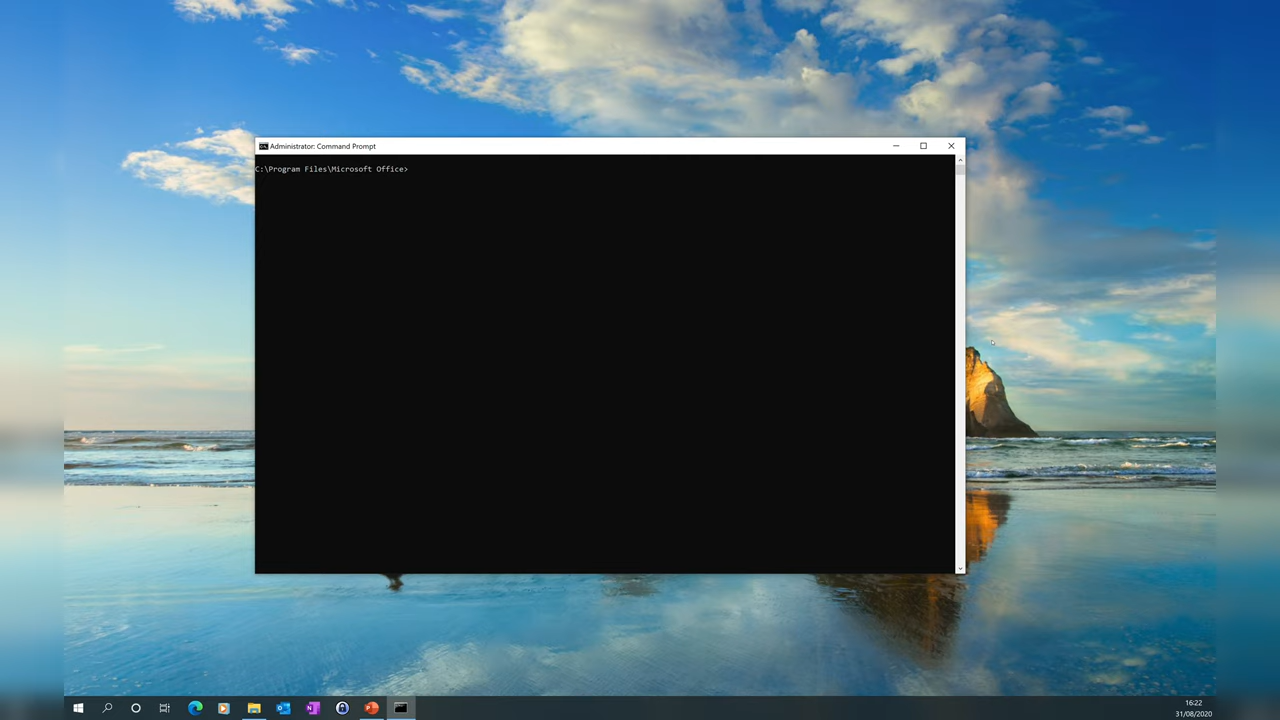 Administrator: Command Prompt
C:\Program Files\Microsoft Office>
16:22
31/08/2020